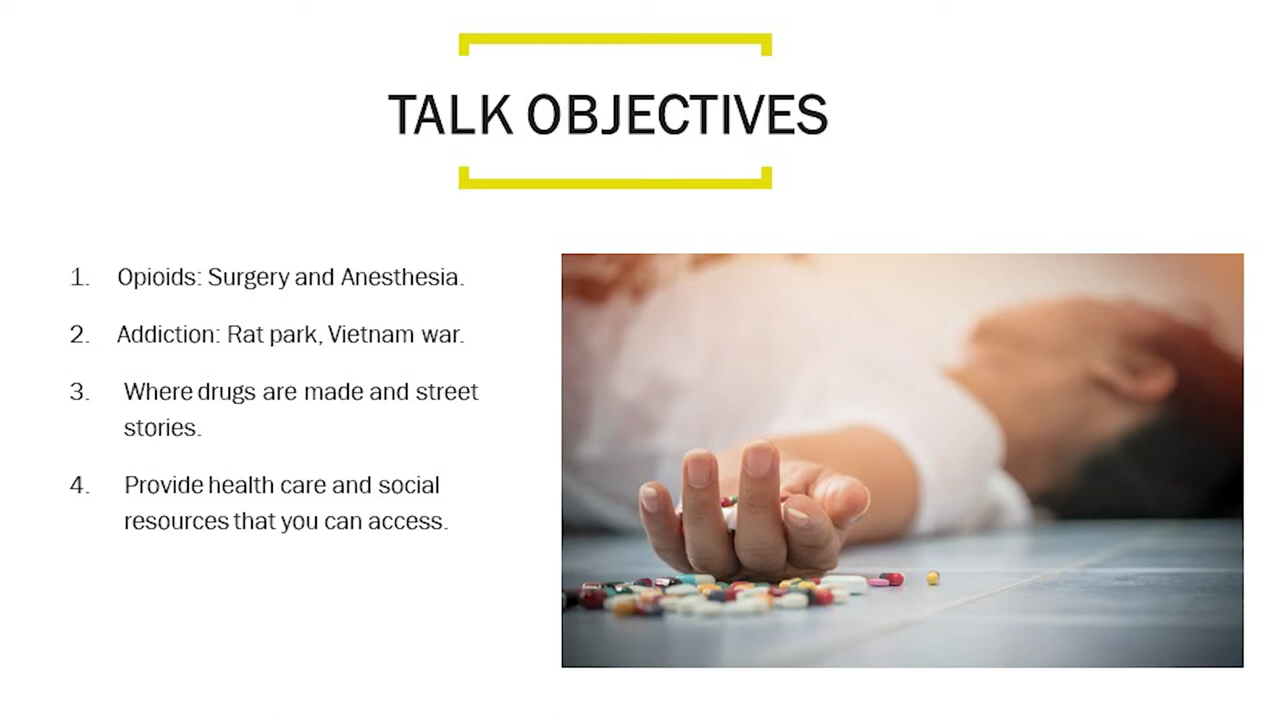 TALK OBJECTIVES
1. Opioids: Surgery and Anesthesia.
2. Addiction: Rat park, Vietnam war.
3. Where drugs are made and street
stories.
4. Provide health care and social
resources that you can access.